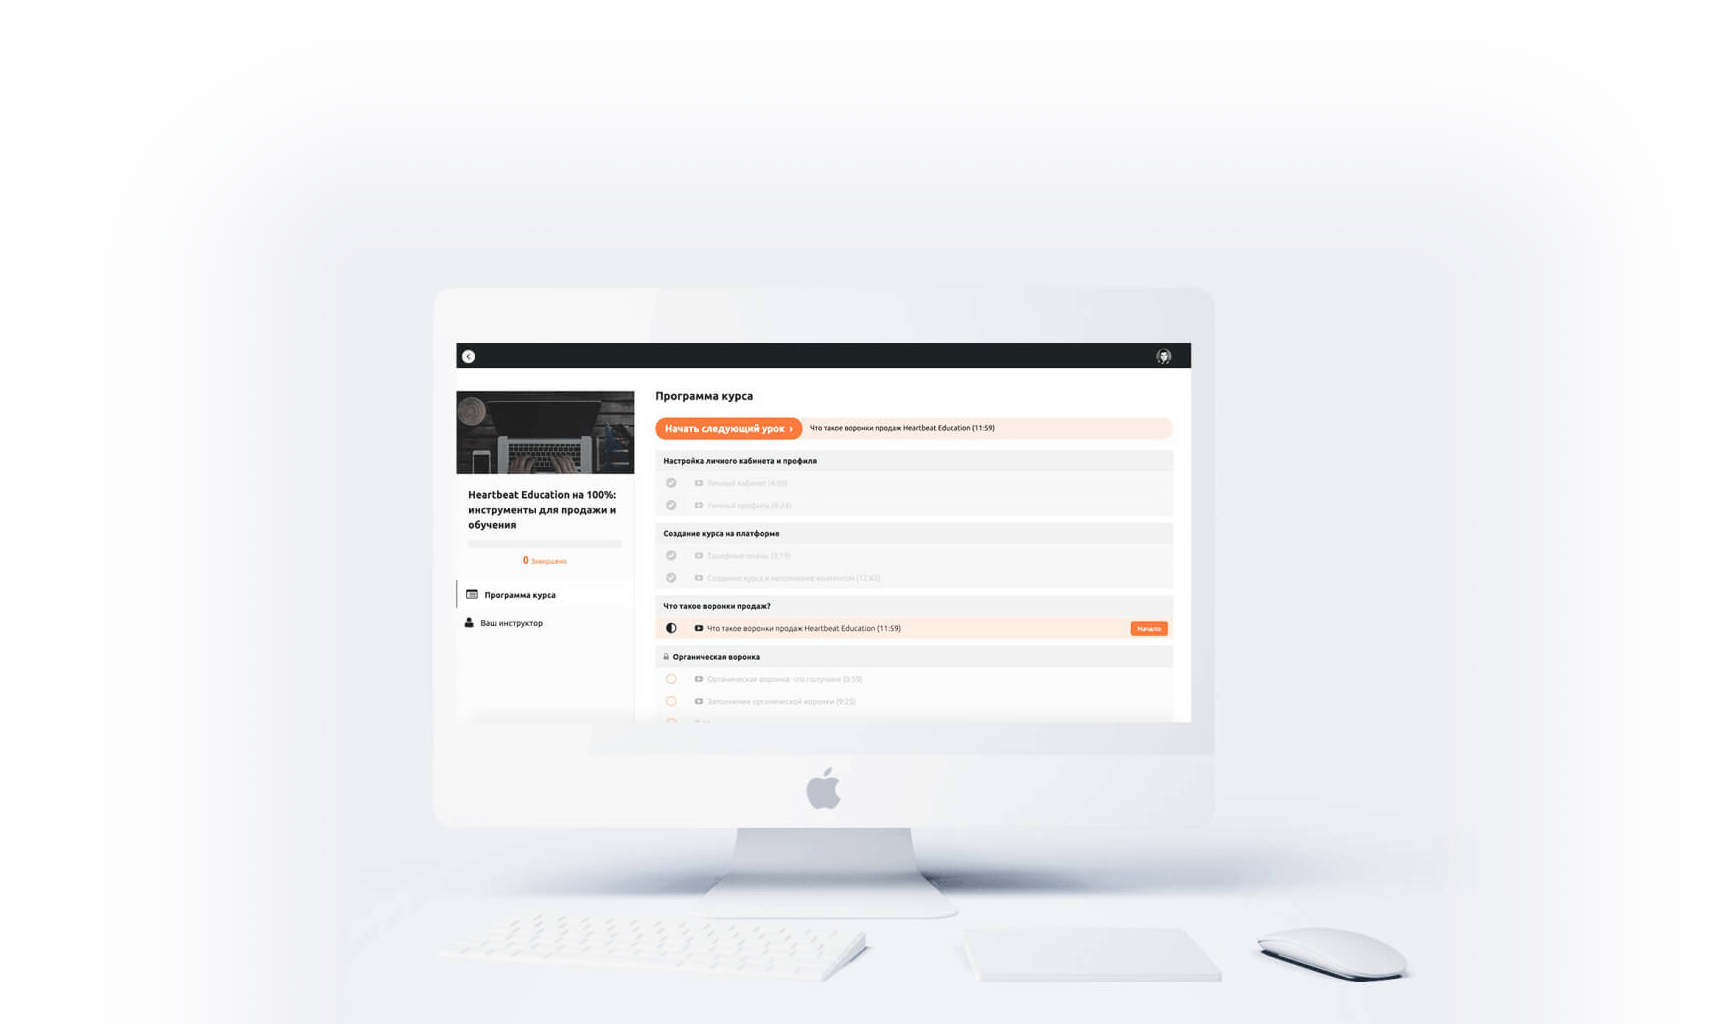 Программа курса
Начать следующий урок ›
Что такое воронки продаж Heartbeat Education (11:59)
Heartbeat Education на 100%:
инструменты для продажи и
обучения
0 Завершено
Программа курса
Ваш инструктор
Настройка личного кабинета и профиля
Личный кабинет (4:09)
Личный профиль (9:24)
Создание курса на платформе
Тарифные планы (3:19)
Создание курса и наполнение контентом (12:42)
Что такое воронки продаж?
Что такое воронки продаж Heartbeat Education (11:59)
Начало
Органическая воронка
Органическая воронка: что получаем (0:59)
Заполнение органической воронки (9:25)